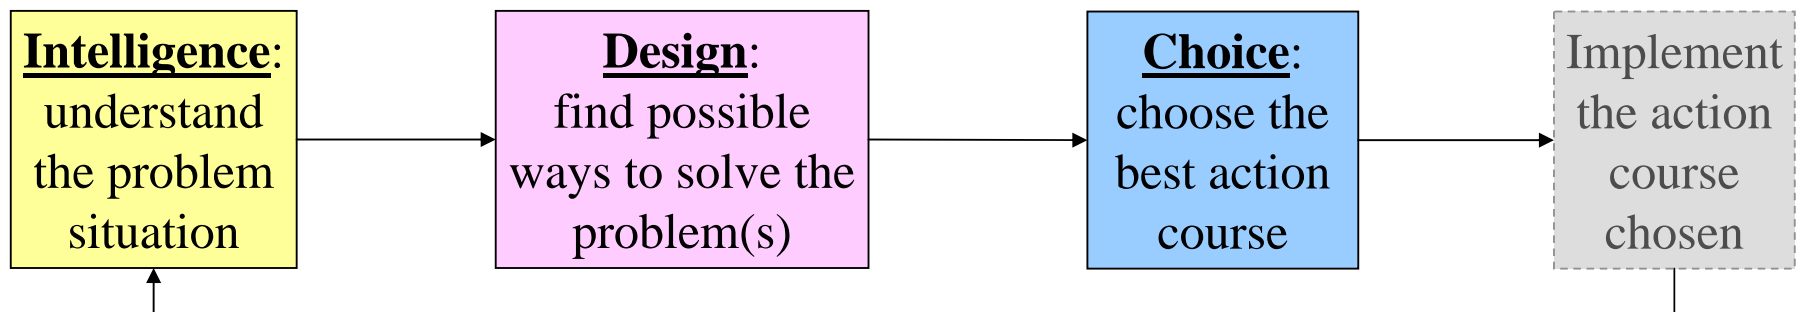 Intelligence:
understand
the problem
situation
Design:
find possible
ways to solve the
problem(s)
Choice:
choose the
best action
course
Implement
the action
course
chosen